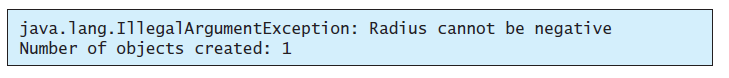 java.lang.IllegalArgumentException: Radius cannot be negative
Number of objects created: 1